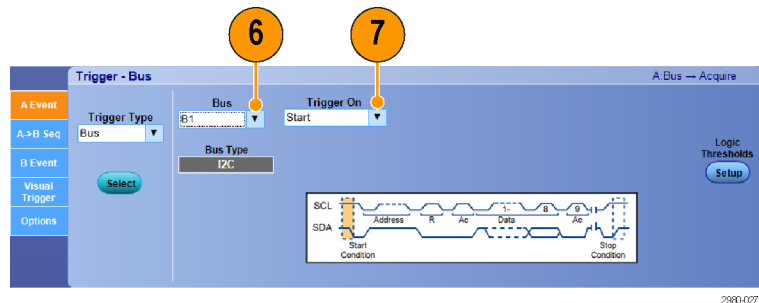 6
7
Trigger - Bus
A:Bus → Acquire
A Event
A->B Seq
B Event
Visual
Trigger
Options
Trigger Type
Bus
Select
Bus
B1
Bus Type
I2C
Trigger On
Start
Logic
Thresholds
Setup
SCL
1-
8
9
Address
R
Ac
Data
Ac
SDA
Start
Condition
Stop
Condition
2980-027